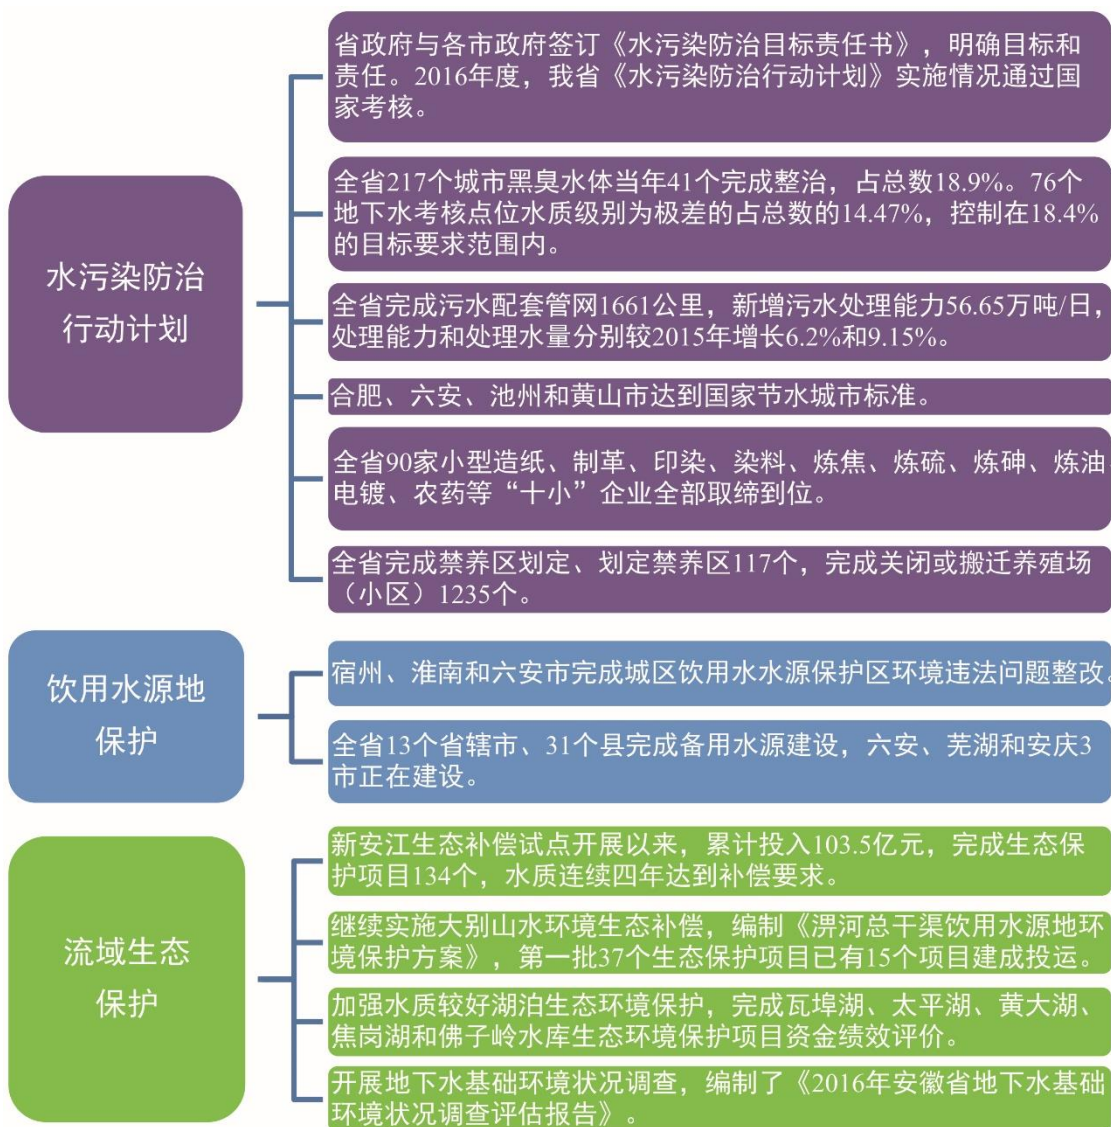 水污染防治
行动计划
省政府与各市政府签订《水污染防治目标责任书》，明确目标和
责任。2016年度，我省《水污染防治行动计划》实施情况通过国
家考核。
全省217个城市黑臭水体当年41个完成整治，占总数18.9%。76个
地下水考核点位水质级别为极差的占总数的14.47%，控制在18.4%
的目标要求范围内。
全省完成污水配套管网1661公里，新增污水处理能力56.65万吨/日，
处理能力和处理水量分别较2015年增长6.2%和9.15%。
合肥、六安、池州和黄山市达到国家节水城市标准。
全省90家小型造纸、制革、印染、染料、炼焦、炼硫、炼砷、炼油
电镀、农药等“十小”企业全部取缔到位。
全省完成禁养区划定、划定禁养区117个，完成关闭或搬迁养殖场
（小区）1235个。
饮用水源地
保护
宿州、淮南和六安市完成城区饮用水水源保护区环境违法问题整改。
全省13个省辖市、31个县完成备用水源建设，六安、芜湖和安庆3
市正在建设。
流域生态
保护
新安江生态补偿试点开展以来，累计投入103.5亿元，完成生态保
护项目134个，水质连续四年达到补偿要求。
继续实施大别山水环境生态补偿，编制《淠河总干渠饮用水源地环
境保护方案》，第一批37个生态保护项目已有15个项目建成投运。
加强水质较好湖泊生态环境保护，完成瓦埠湖、太平湖、黄大湖、
焦岗湖和佛子岭水库生态环境保护项目资金绩效评价。
开展地下水基础环境状况调查，编制了《2016年安徽省地下水基础
环境状况调查评估报告》。